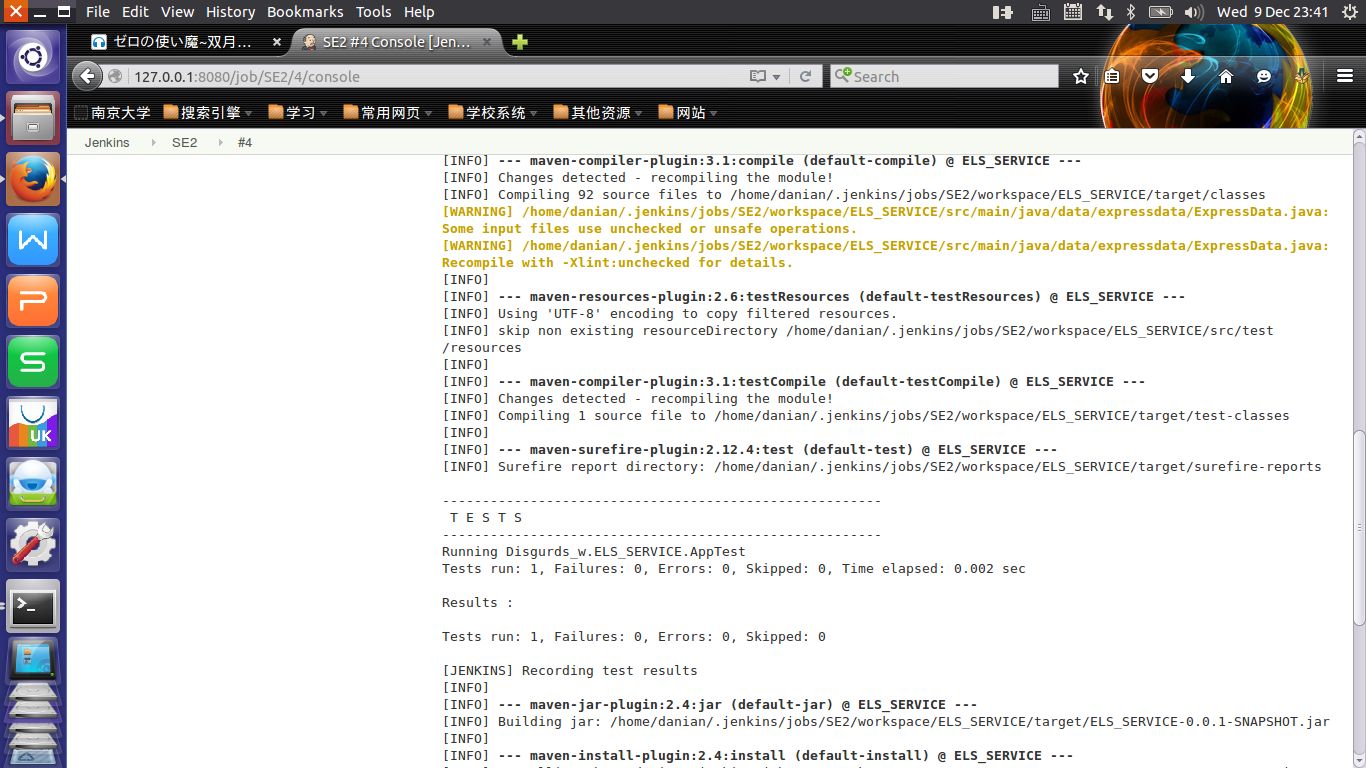 File Edit View History Bookmarks Tools Help
Wed 9 Dec 23:41
ゼロの使い魔~双月…
SE2 #4 Console [Jen…
127.0.0.1:8080/job/SE2/4/console
Search
南京大学 搜索引擎 学习 常用网页 学校系统 其他资源 网站
Jenkins SE2 #4
[INFO] --- maven-compiler-plugin:3.1:compile (default-compile) @ ELS_SERVICE ---
[INFO] Changes detected - recompiling the module!
[INFO] Compiling 92 source files to /home/danian/.jenkins/jobs/SE2/workspace/ELS_SERVICE/target/classes
[WARNING] /home/danian/.jenkins/jobs/SE2/workspace/ELS_SERVICE/src/main/java/data/expressdata/ExpressData.java:
Some input files use unchecked or unsafe operations.
[WARNING] /home/danian/.jenkins/jobs/SE2/workspace/ELS_SERVICE/src/main/java/data/expressdata/ExpressData.java:
Recompile with -Xlint:unchecked for details.
[INFO]
[INFO] --- maven-resources-plugin:2.6:testResources (default-testResources) @ ELS_SERVICE ---
[INFO] Using 'UTF-8' encoding to copy filtered resources.
[INFO] skip non existing resourceDirectory /home/danian/.jenkins/jobs/SE2/workspace/ELS_SERVICE/src/test
/resources
[INFO]
[INFO] --- maven-compiler-plugin:3.1:testCompile (default-testCompile) @ ELS_SERVICE ---
[INFO] Changes detected - recompiling the module!
[INFO] Compiling 1 source file to /home/danian/.jenkins/jobs/SE2/workspace/ELS_SERVICE/target/test-classes
[INFO]
[INFO] --- maven-surefire-plugin:2.12.4:test (default-test) @ ELS_SERVICE ---
[INFO] Surefire report directory: /home/danian/.jenkins/jobs/SE2/workspace/ELS_SERVICE/target/surefire-reports
-------------------------------------------------------
T E S T S
-------------------------------------------------------
Running Disgurds_w.ELS_SERVICE.AppTest
Tests run: 1, Failures: 0, Errors: 0, Skipped: 0, Time elapsed: 0.002 sec
Results :
Tests run: 1, Failures: 0, Errors: 0, Skipped: 0
[JENKINS] Recording test results
[INFO]
[INFO] --- maven-jar-plugin:2.4:jar (default-jar) @ ELS_SERVICE ---
[INFO] Building jar: /home/danian/.jenkins/jobs/SE2/workspace/ELS_SERVICE/target/ELS_SERVICE-0.0.1-SNAPSHOT.jar
[INFO]
[INFO] --- maven-install-plugin:2.4:install (default-install) @ ELS_SERVICE ---
UK